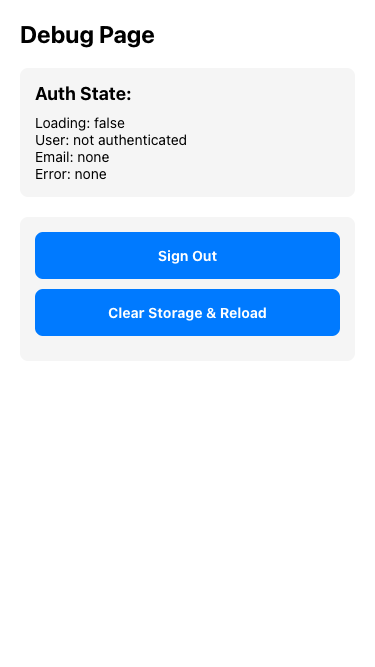 Debug Page
Auth State:
Loading: false
User: not authenticated
Email: none
Error: none
Sign Out
Clear Storage & Reload